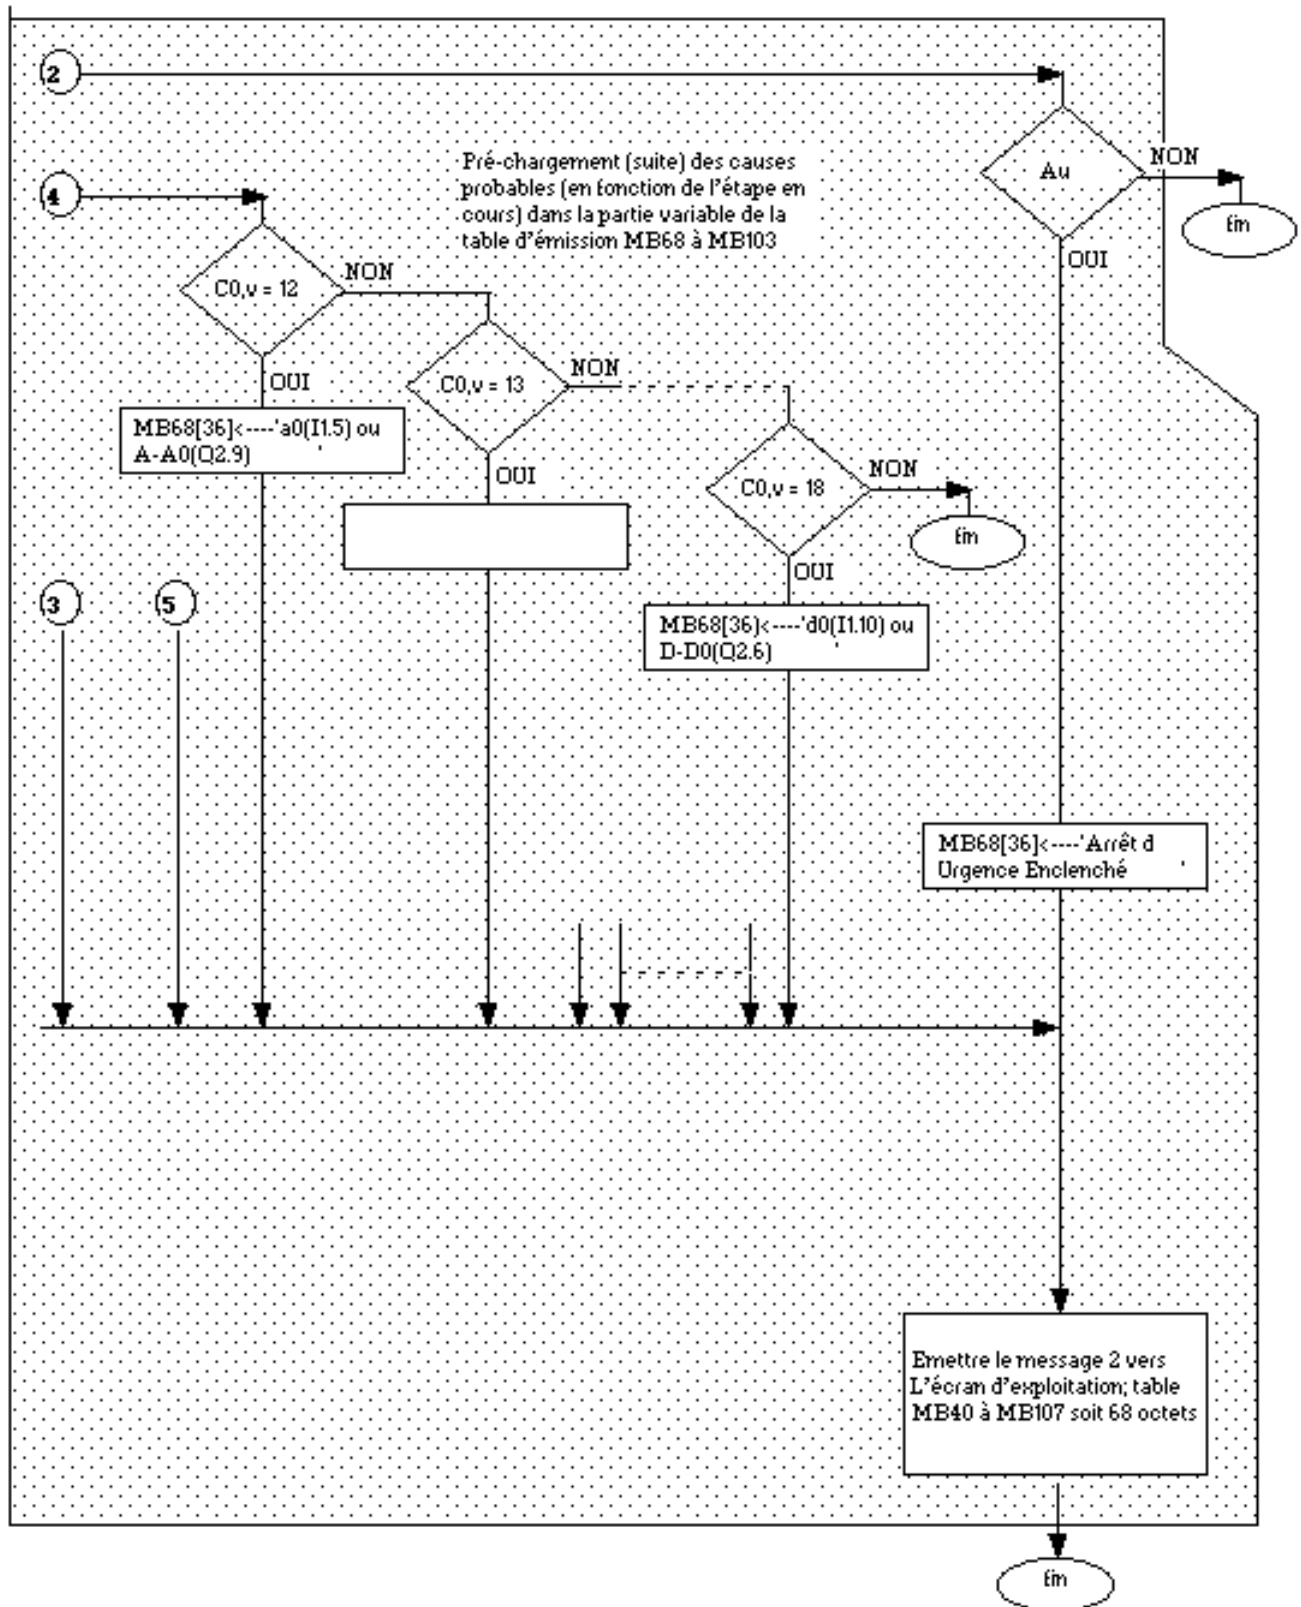 2
Au
NON
fin
OUI
Pré-chargement (suite) des causes
probables (en fonction de l'étape en
cours) dans la partie variable de la
table d'émission MB68 à MB103
4
C0,v = 12
NON
OUI
MB68[36]<----'a0(I1.5) ou
A-A0(Q2.9)          '
C0,v = 13
NON
OUI
C0,v = 18
NON
fin
OUI
MB68[36)<----'d0(I1.10) ou
D-D0(Q2.6)          '
3
5
MB68[36]<----'Arrêt d
Urgence Enclenché          '
Emettre le message 2 vers
L'écran d'exploitation; table
MB40 à MB107 soit 68 octets
fin